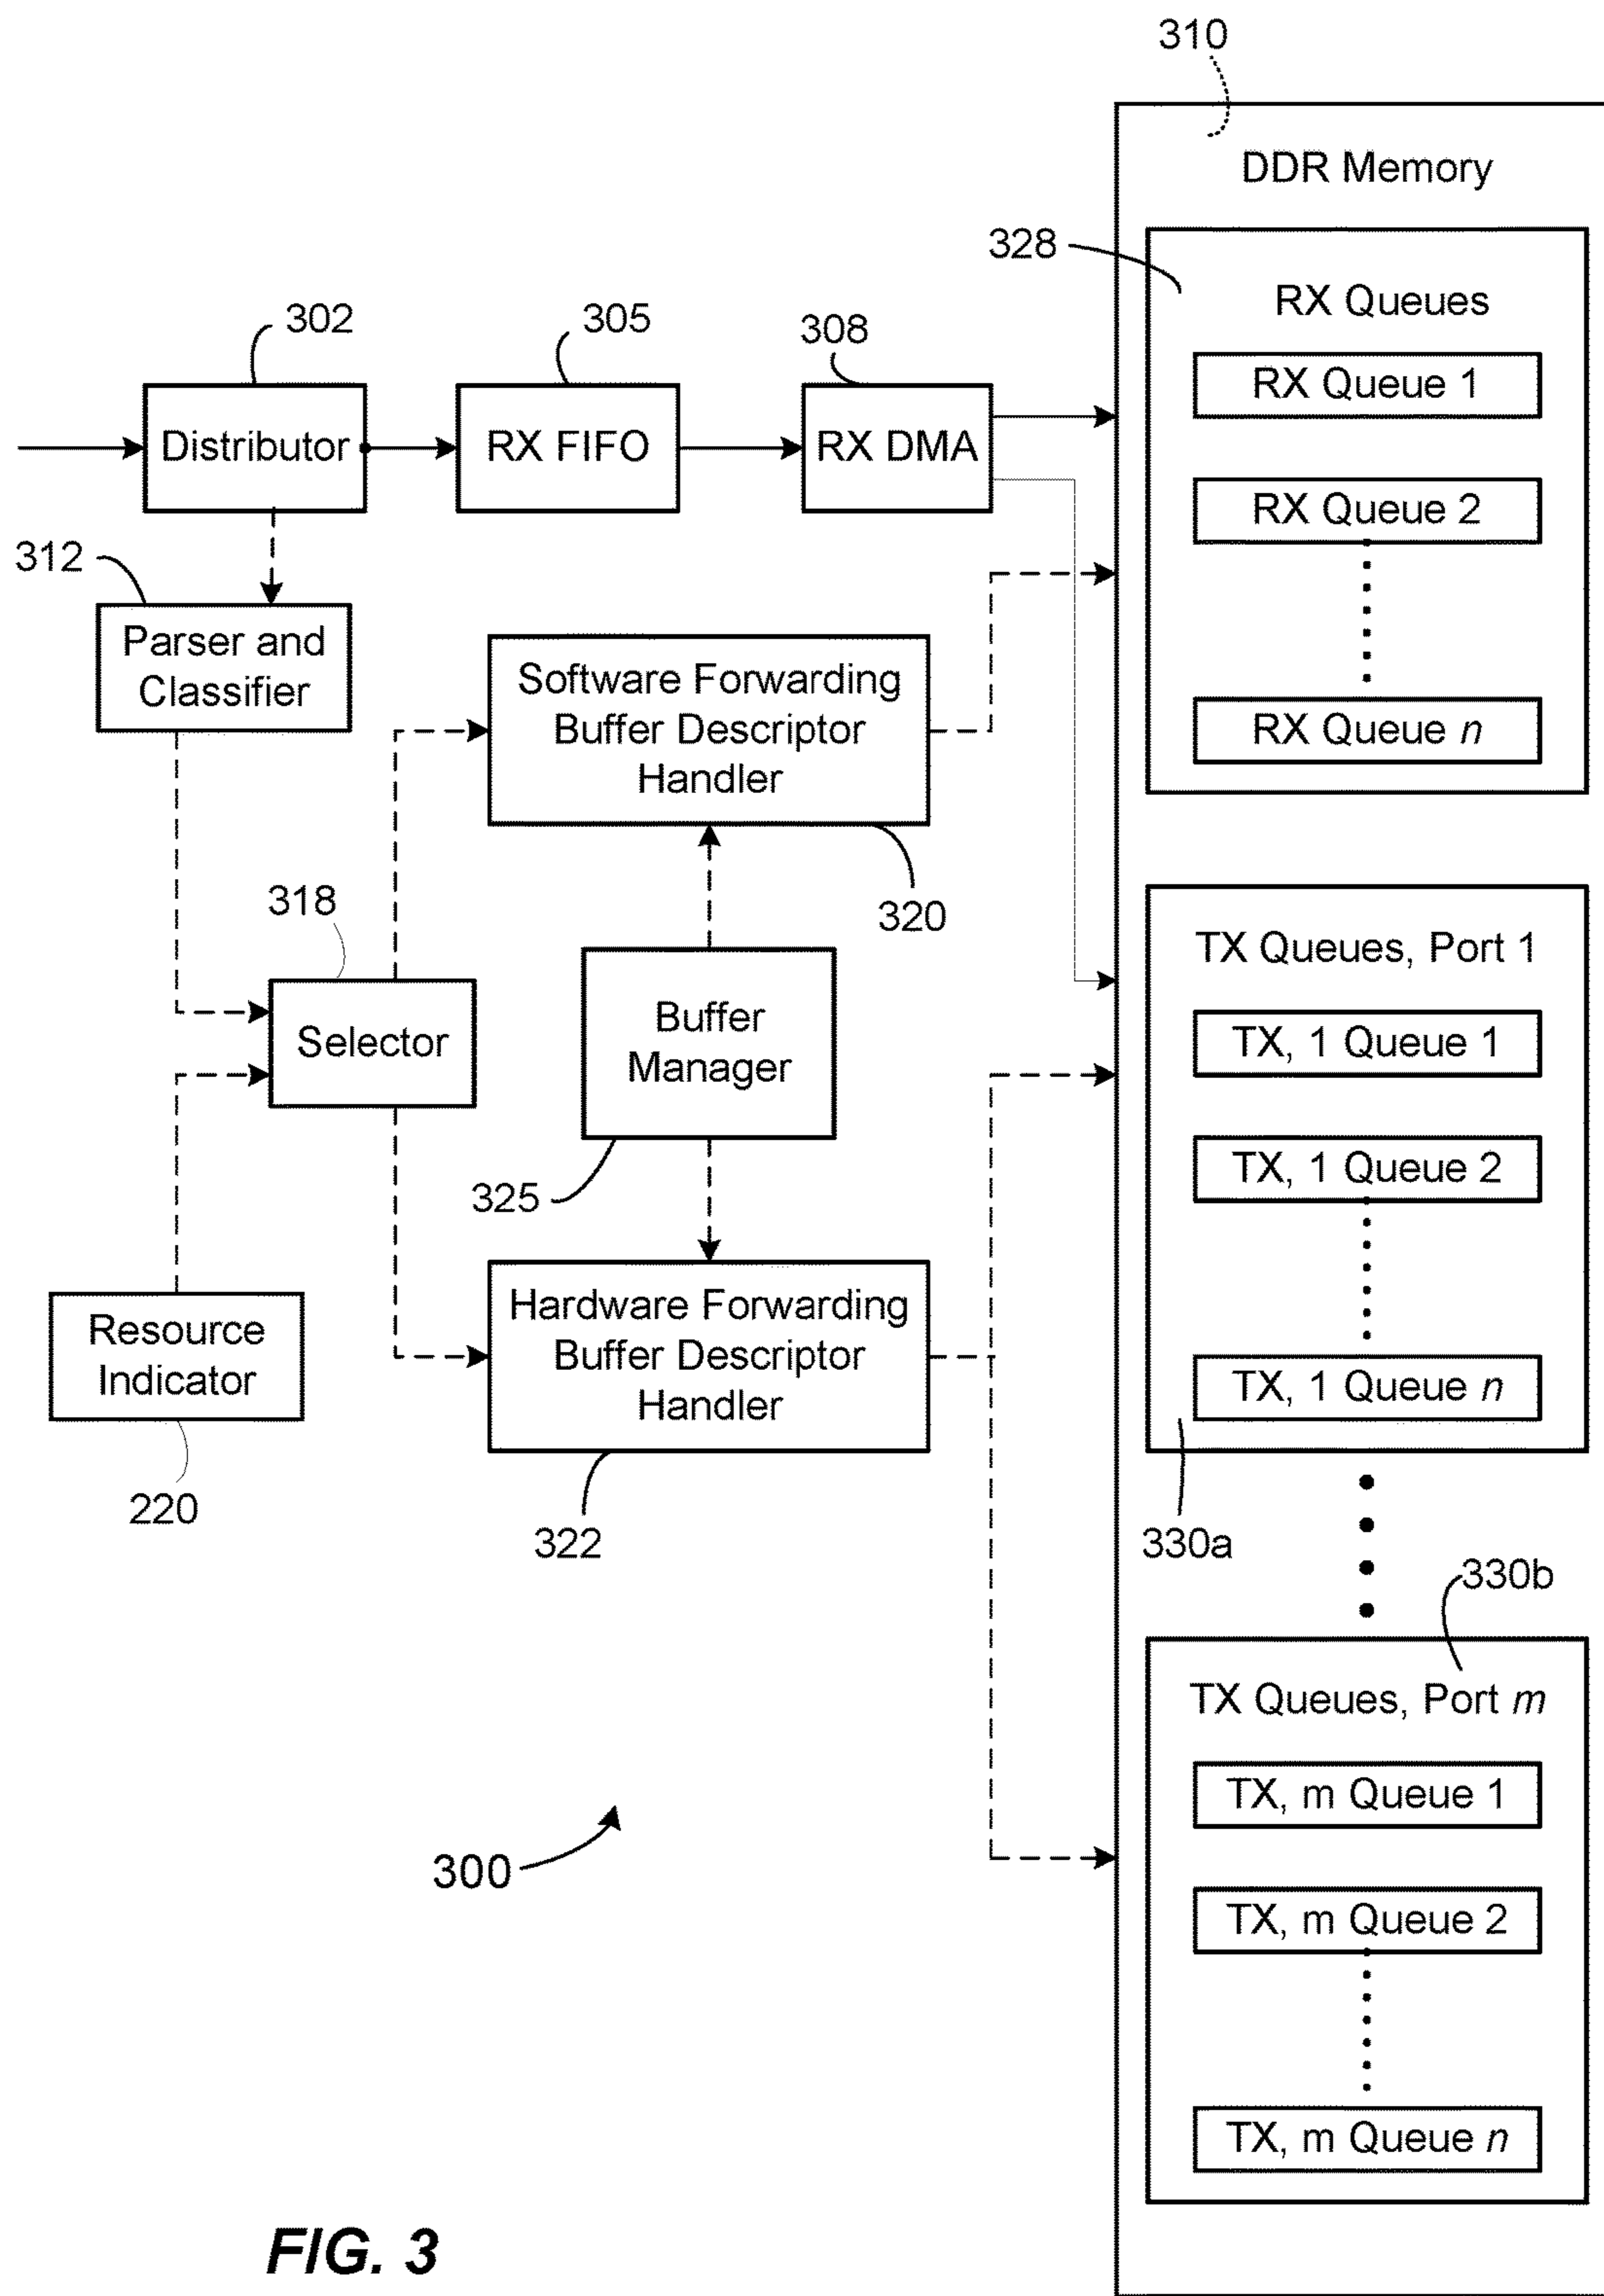 310
DDR Memory
328
RX Queues
302
305
308
RX Queue 1
Distributor
RX FIFO
RX DMA
RX Queue 2
312
Parser and
Classifier
Software Forwarding
Buffer Descriptor
Handler
RX Queue n
318
320
TX Queues, Port 1
Selector
Buffer
Manager
TX, 1 Queue 1
325
TX, 1 Queue 2
Resource
Indicator
Hardware Forwarding
Buffer Descriptor
Handler
TX, 1 Queue n
220
322
330a
330b
TX Queues, Port m
TX, m Queue 1
300
TX, m Queue 2
TX, m Queue n
FIG. 3